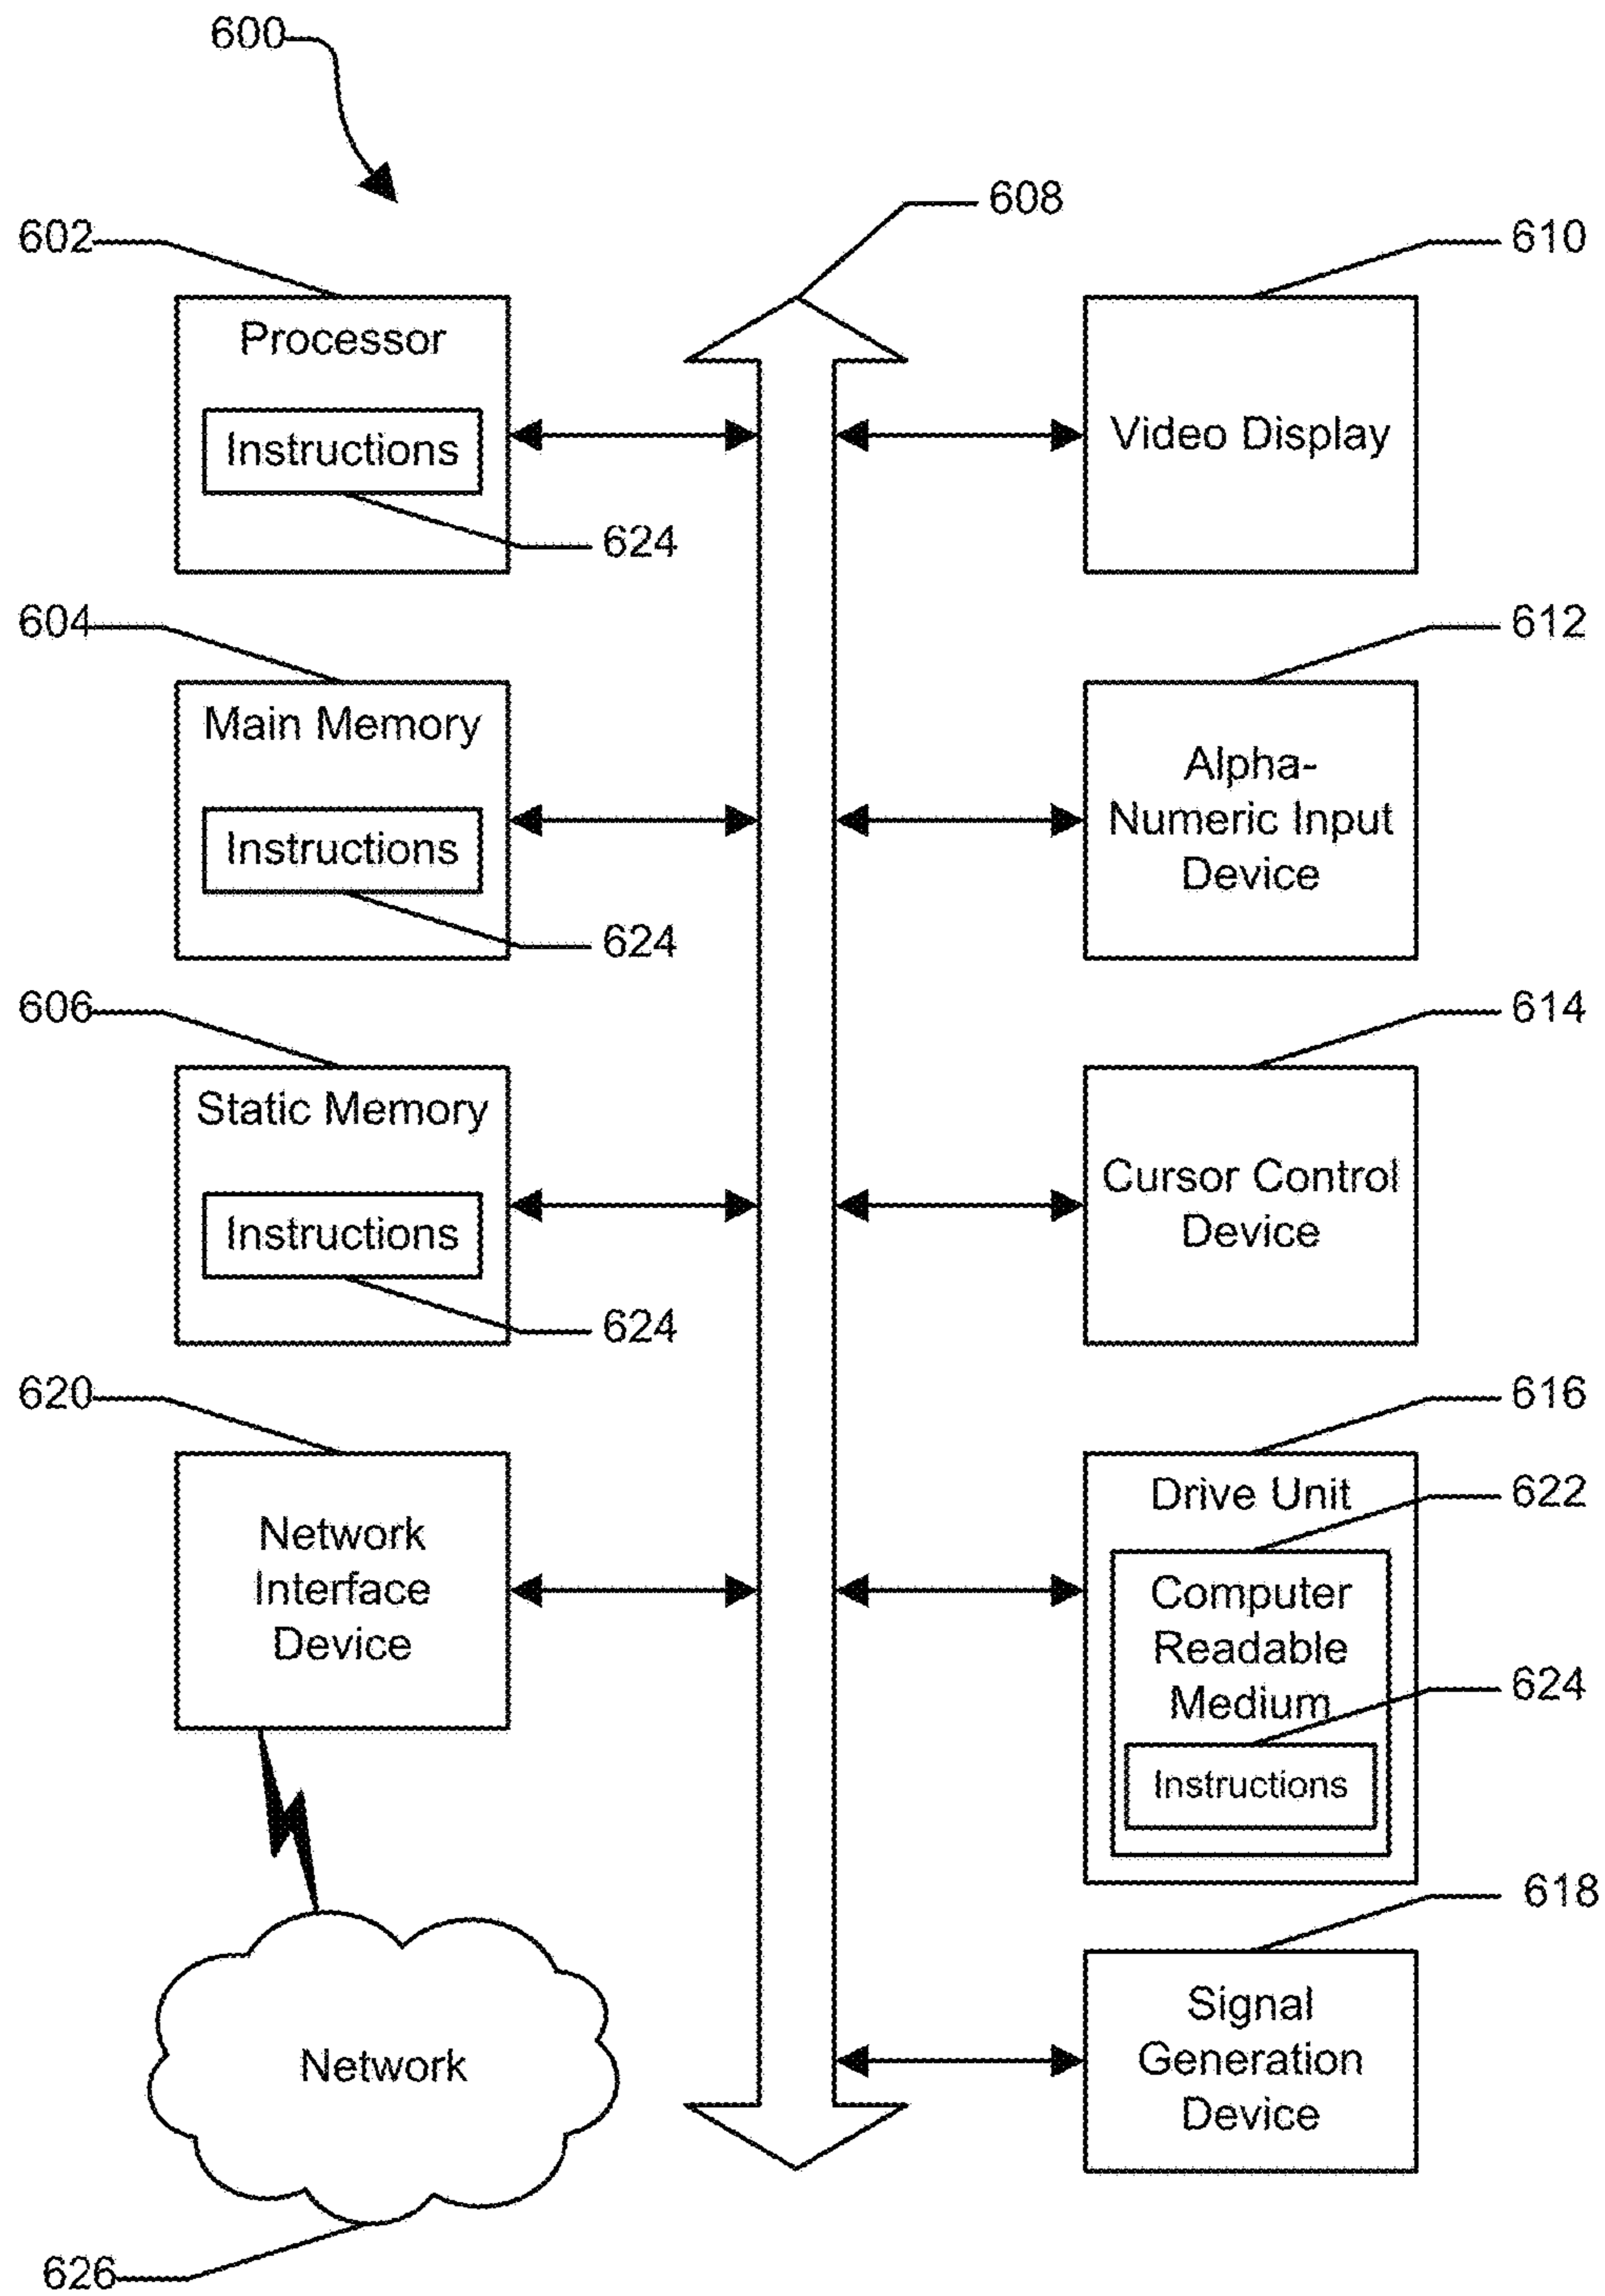 600
608
602
610
Processor
Instructions
624
Video Display
604
612
Main Memory
Instructions
624
Alpha-
Numeric Input
Device
606
614
Static Memory
Instructions
624
Cursor Control
Device
620
616
Network
Interface
Device
Drive Unit
622
Computer
Readable
Medium
624
Instructions
618
Signal
Generation
Device
Network
626